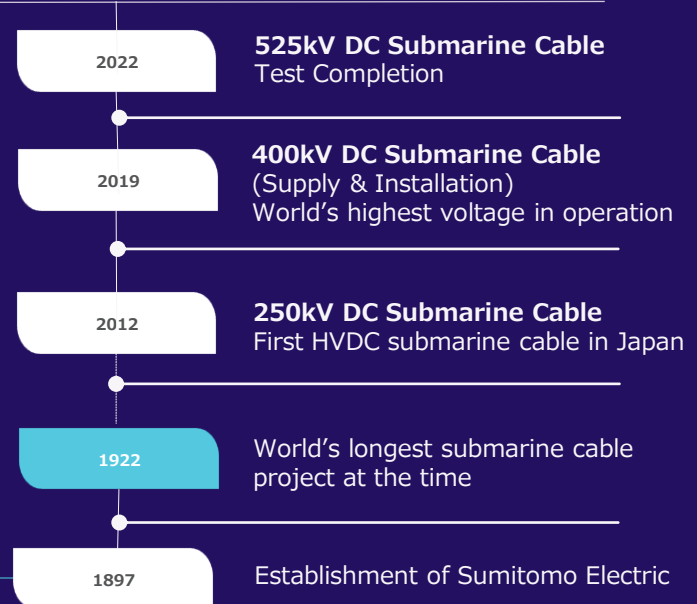 2022
525kV DC Submarine Cable
Test Completion
2019
400kV DC Submarine Cable
(Supply & Installation)
World’s highest voltage in operation
2012
250kV DC Submarine Cable
First HVDC submarine cable in Japan
1922
World’s longest submarine cable
project at the time
1897
Establishment of Sumitomo Electric